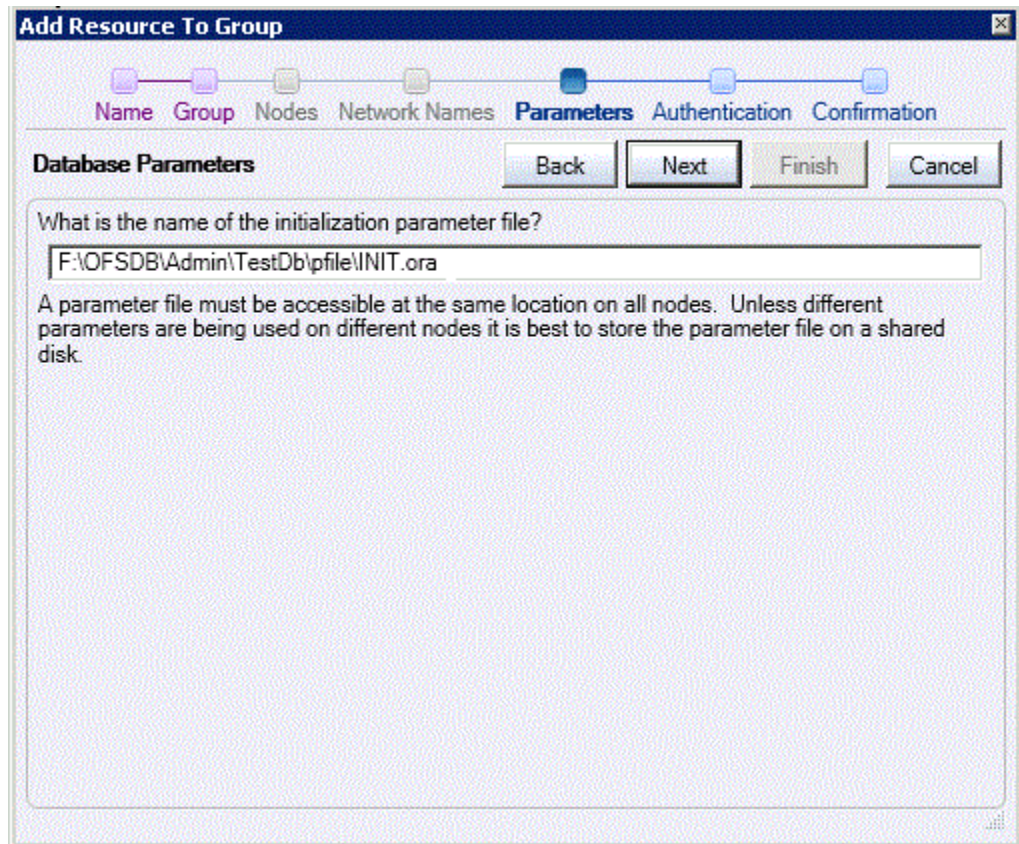 Add Resource To Group
Name Group Nodes Network Names Parameters Authentication Confirmation
Database Parameters Back Next Finish Cancel
What is the name of the initialization parameter file?
F:\OFSDB\Admin\TestDb\pfile\INIT.ora
A parameter file must be accessible at the same location on all nodes. Unless different
parameters are being used on different nodes it is best to store the parameter file on a shared
disk.